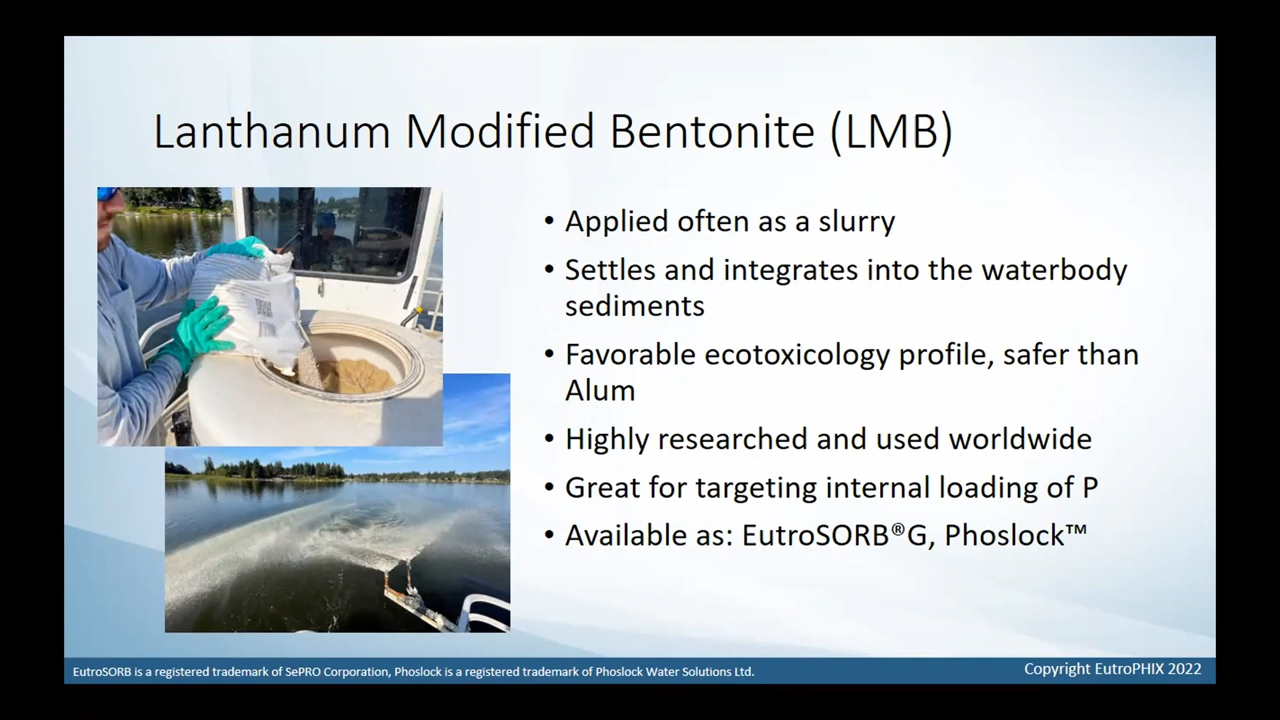 Lanthanum Modified Bentonite (LMB)
• Applied often as a slurry
• Settles and integrates into the waterbody
sediments
• Favorable ecotoxicology profile, safer than
Alum
• Highly researched and used worldwide
• Great for targeting internal loading of P
• Available as: EutroSORB®G, Phoslock™
EutroSORB is a registered trademark of SePRO Corporation, Phoslock is a registered trademark of Phoslock Water Solutions Ltd.
Copyright EutroPHIX 2022